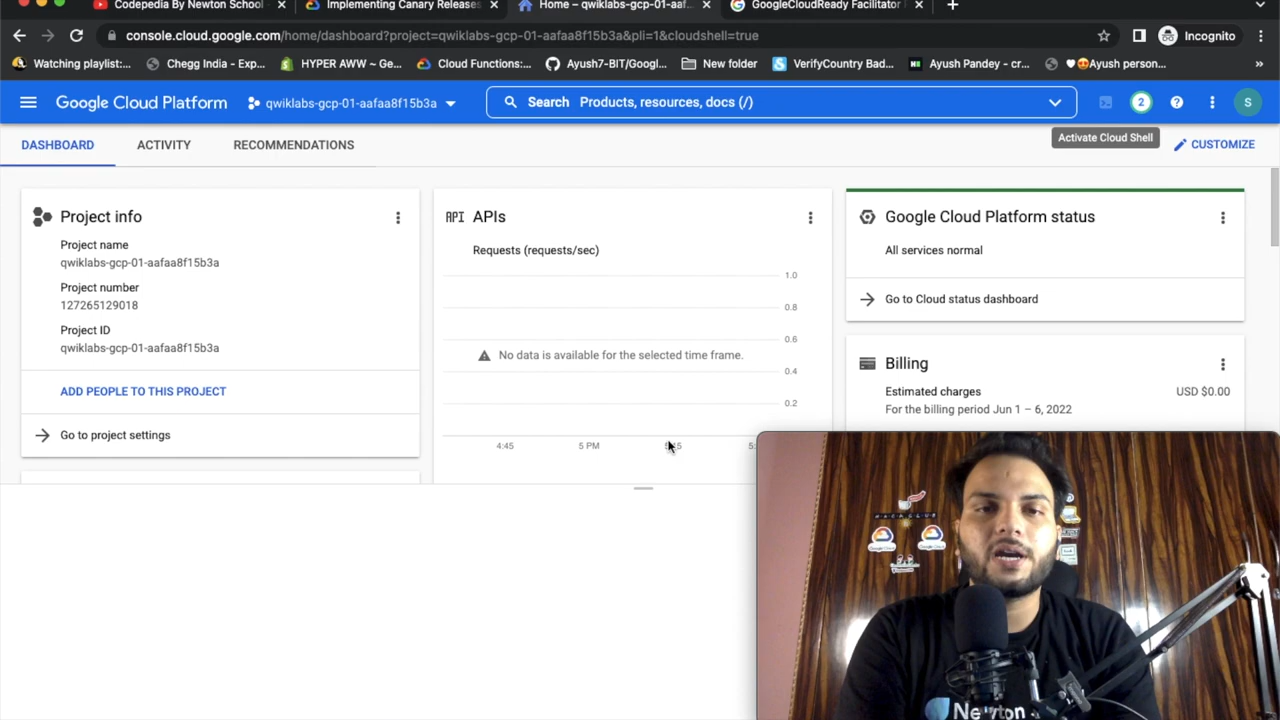 Codepedia By Newton School
Implementing Canary Releases
Home – qwiklabs-gcp-01-aaf...
GoogleCloudReady Facilitator
console.cloud.google.com/home/dashboard?project=qwiklabs-gcp-01-aafaa8f15b3a&pli=1&cloudshell=true
Incognito
Watching playlist:...
Chegg India - Exp...
HYPER AWW ~ Ge...
Cloud Functions:...
Ayush7-BIT/Googl...
New folder
VerifyCountry Bad...
Ayush Pandey - cr...
♥😍Ayush person...
»
Google Cloud Platform
qwiklabs-gcp-01-aafaa8f15b3a
Search Products, resources, docs (/)
2
S
Activate Cloud Shell
DASHBOARD
ACTIVITY
RECOMMENDATIONS
CUSTOMIZE
Project info
Project name
qwiklabs-gcp-01-aafaa8f15b3a
Project number
127265129018
Project ID
qwiklabs-gcp-01-aafaa8f15b3a
ADD PEOPLE TO THIS PROJECT
Go to project settings
API APIs
Requests (requests/sec)
1.0
0.8
0.6
No data is available for the selected time frame.
0.4
0.2
4:45
5 PM
Google Cloud Platform status
All services normal
Go to Cloud status dashboard
Billing
Estimated charges
USD $0.00
For the billing period Jun 1 – 6, 2022
Google Cloud
Google Cloud
Newton